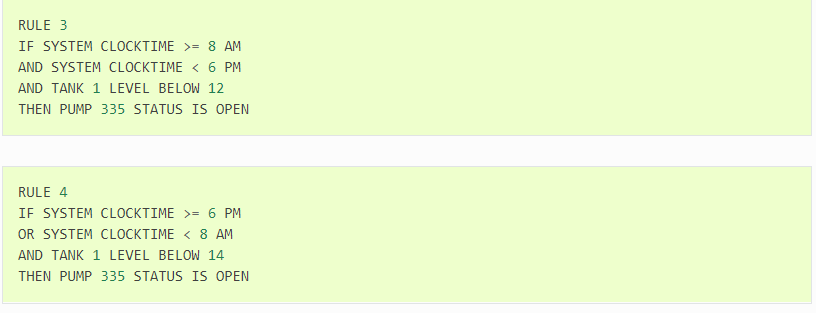 RULE 3
IF SYSTEM CLOCKTIME >= 8 AM
AND SYSTEM CLOCKTIME < 6 PM
AND TANK 1 LEVEL BELOW 12
THEN PUMP 335 STATUS IS OPEN
RULE 4
IF SYSTEM CLOCKTIME >= 6 PM
OR SYSTEM CLOCKTIME < 8 AM
AND TANK 1 LEVEL BELOW 14
THEN PUMP 335 STATUS IS OPEN